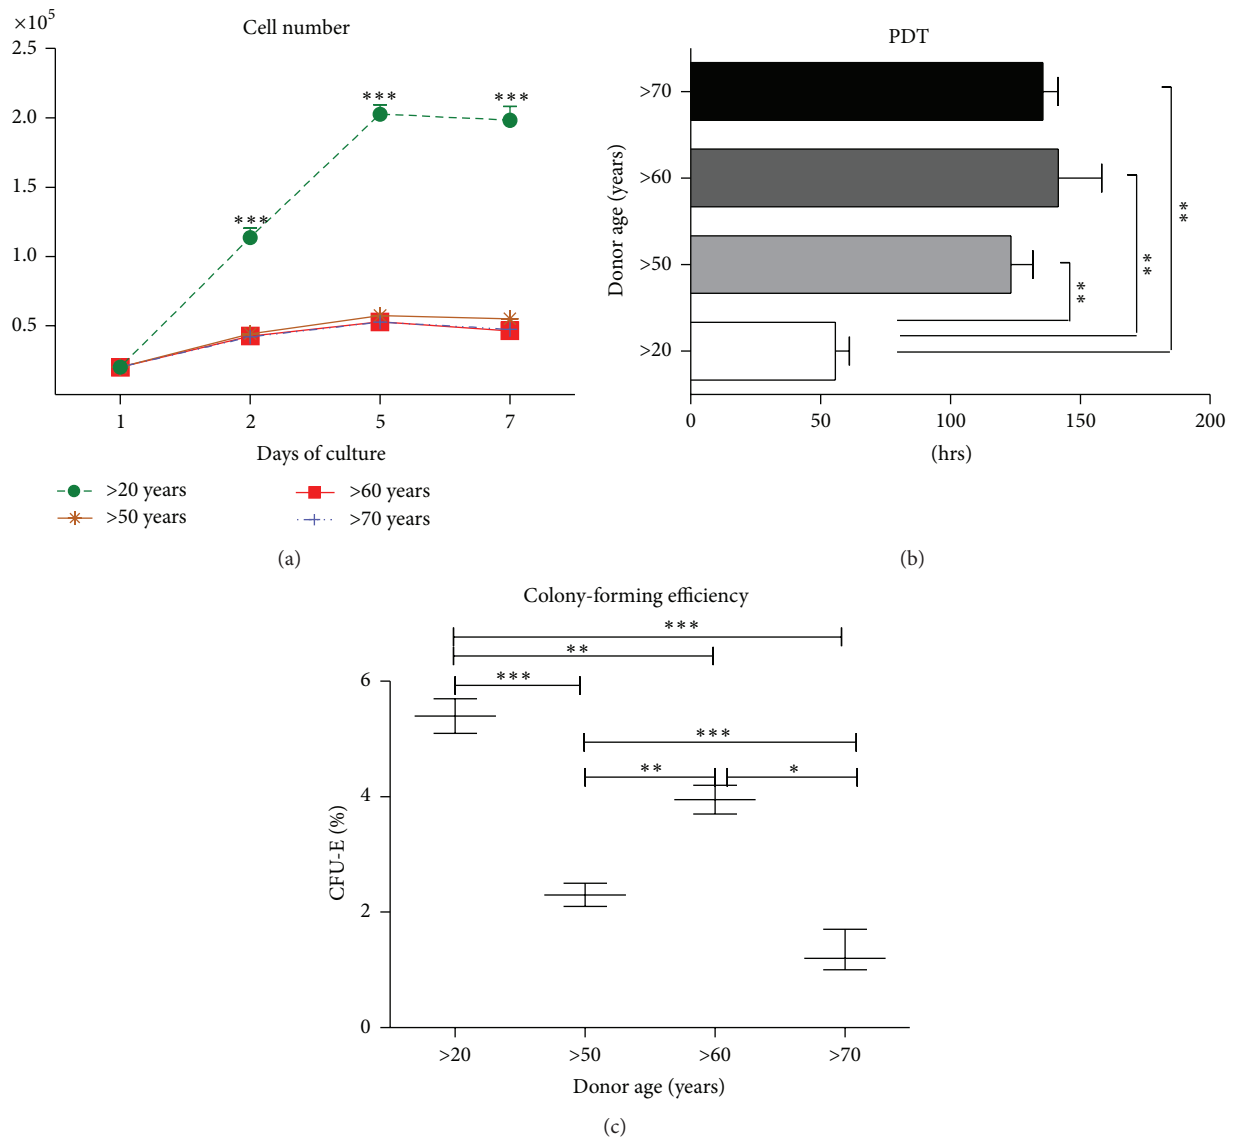 ×10⁵
Cell number
2.5
2.0
1.5
1.0
0.5
***
***
***
1 2 5 7
Days of culture
>20 years >60 years
>50 years >70 years
(a)
PDT
Donor age (years)
>70
>60
>50
>20
**
**
**
0 50 100 150 200
(hrs)
(b)
Colony-forming efficiency
***
**
***
***
** *
CFU-E (%)
6
4
2
0
>20 >50 >60 >70
Donor age (years)
(c)